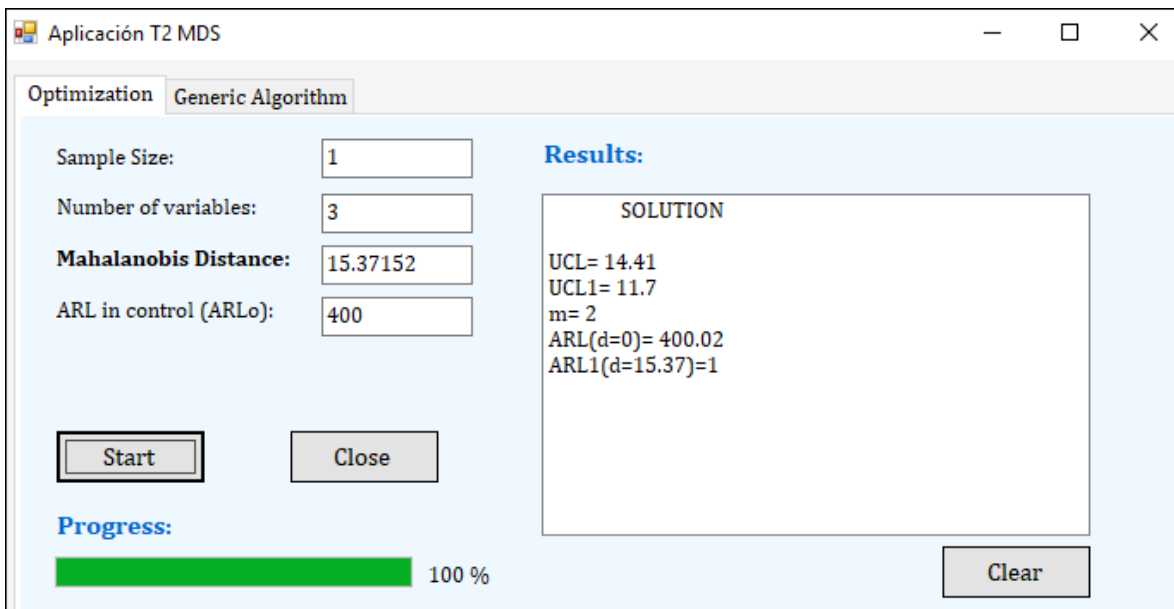 Aplicación T2 MDS
Optimization
Generic Algorithm
Sample Size:
1
Number of variables:
3
Mahalanobis Distance:
15.37152
ARL in control (ARLo):
400
Start
Close
Progress:
100 %
Results:
SOLUTION
UCL= 14.41
UCL1= 11.7
m= 2
ARL(d=0)= 400.02
ARL1(d=15.37)=1
Clear